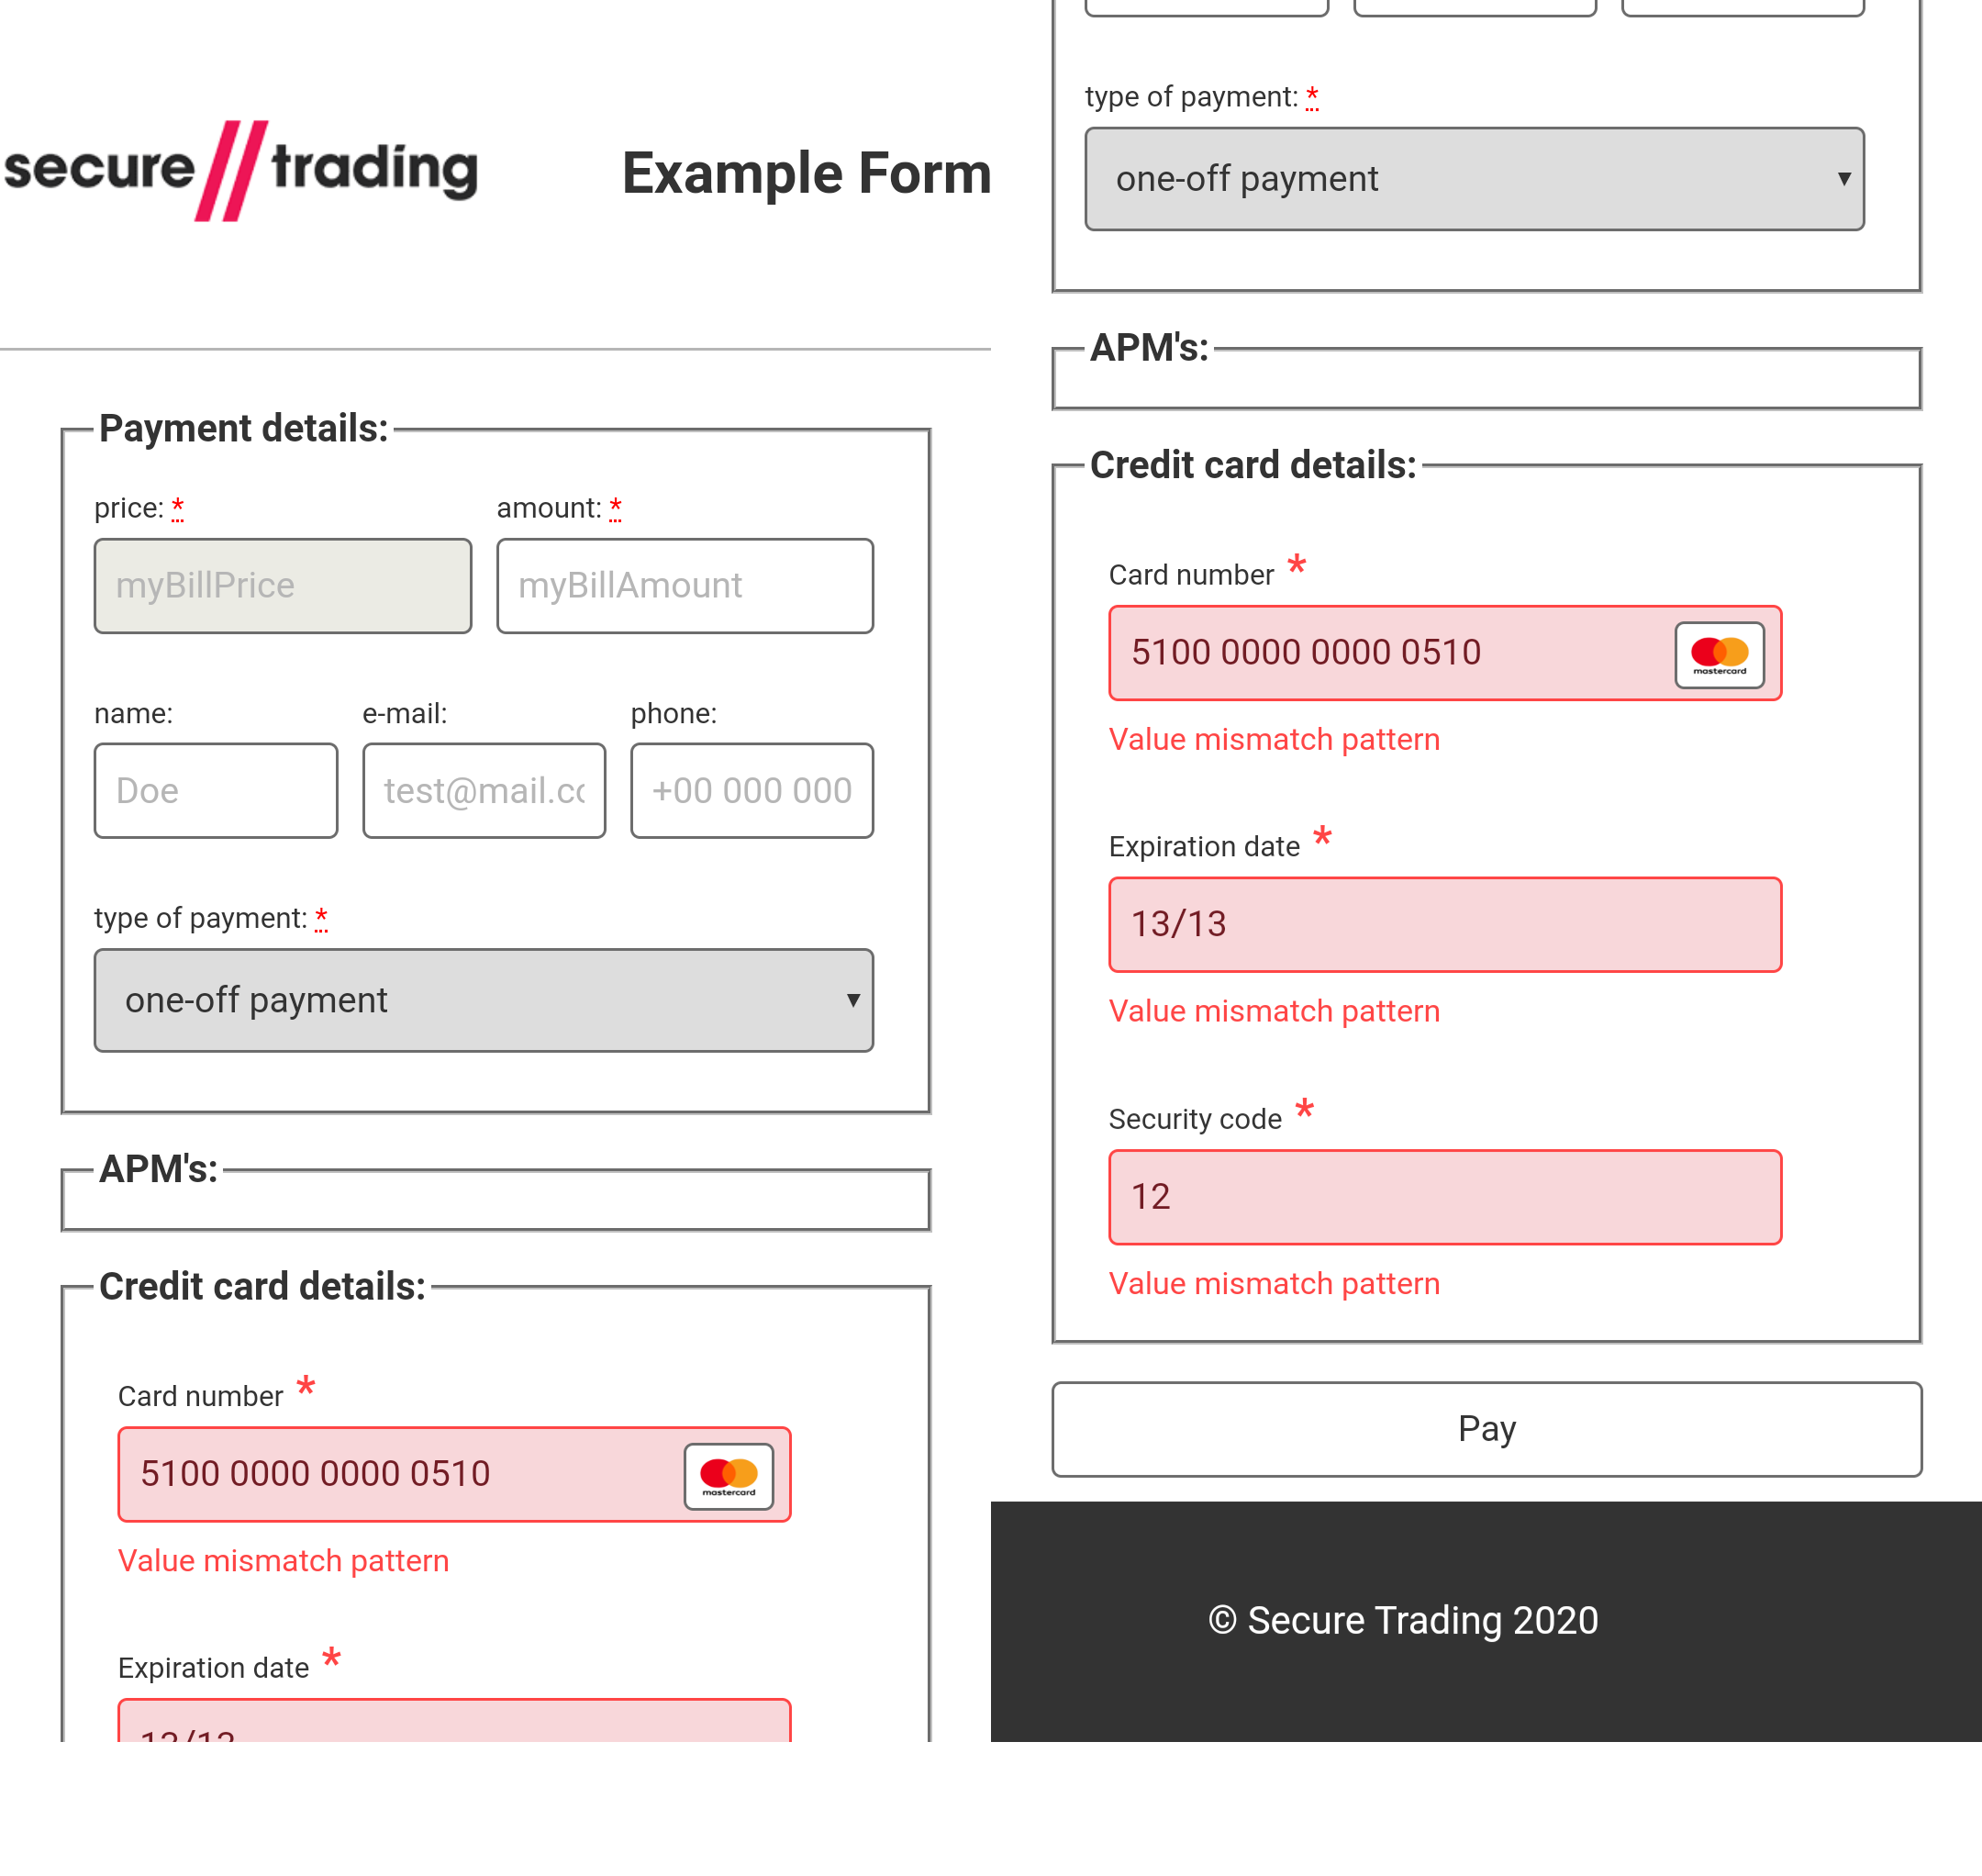 secure//trading
Example Form
Payment details:
price: *
amount: *
myBillPrice
myBillAmount
name:
e-mail:
phone:
Doe
test@mail.cc
+00 000 000
type of payment: *
one-off payment
APM's:
Credit card details:
Card number *
5100 0000 0000 0510
mastercard
Value mismatch pattern
Expiration date *
13/13
type of payment: *
one-off payment
APM's:
Credit card details:
Card number *
5100 0000 0000 0510
mastercard
Value mismatch pattern
Expiration date *
13/13
Value mismatch pattern
Security code *
12
Value mismatch pattern
Pay
© Secure Trading 2020